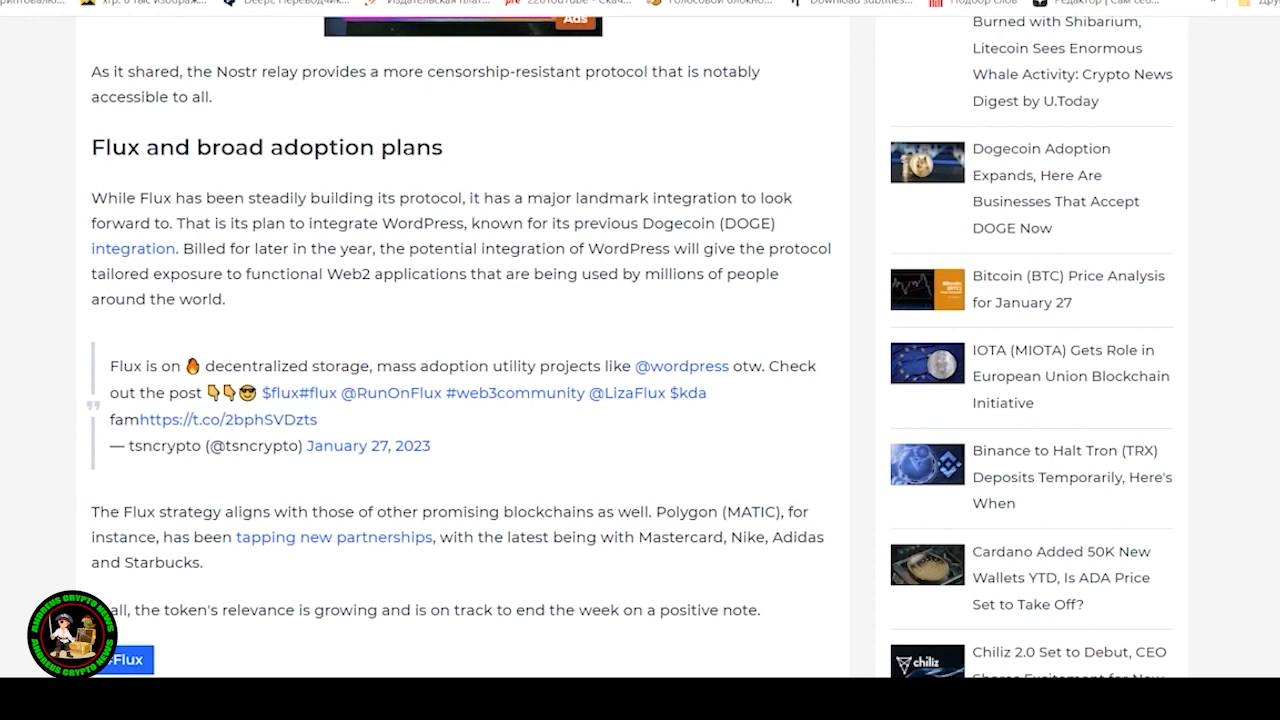 Ads
As it shared, the Nostr relay provides a more censorship-resistant protocol that is notably
accessible to all.
Flux and broad adoption plans
While Flux has been steadily building its protocol, it has a major landmark integration to look
forward to. That is its plan to integrate WordPress, known for its previous Dogecoin (DOGE)
integration. Billed for later in the year, the potential integration of WordPress will give the protocol
tailored exposure to functional Web2 applications that are being used by millions of people
around the world.
Flux is on 🔥 decentralized storage, mass adoption utility projects like @wordpress otw. Check
out the post 👇👇😎 $flux#flux @RunOnFlux #web3community @LizaFlux $kda
famhttps://t.co/2bphSVDzts
— tsncrypto (@tsncrypto) January 27, 2023
The Flux strategy aligns with those of other promising blockchains as well. Polygon (MATIC), for
instance, has been tapping new partnerships, with the latest being with Mastercard, Nike, Adidas
and Starbucks.
all, the token's relevance is growing and is on track to end the week on a positive note.
Flux
ANDREUS CRYPTO NEWS
ANDREUS CRYPTO NEWS
Burned with Shibarium,
Litecoin Sees Enormous
Whale Activity: Crypto News
Digest by U.Today
Dogecoin Adoption
Expands, Here Are
Businesses That Accept
DOGE Now
Bitcoin (BTC) Price Analysis
for January 27
IOTA (MIOTA) Gets Role in
European Union Blockchain
Initiative
Binance to Halt Tron (TRX)
Deposits Temporarily, Here's
When
Cardano Added 50K New
Wallets YTD, Is ADA Price
Set to Take Off?
chiliz
Chiliz 2.0 Set to Debut, CEO